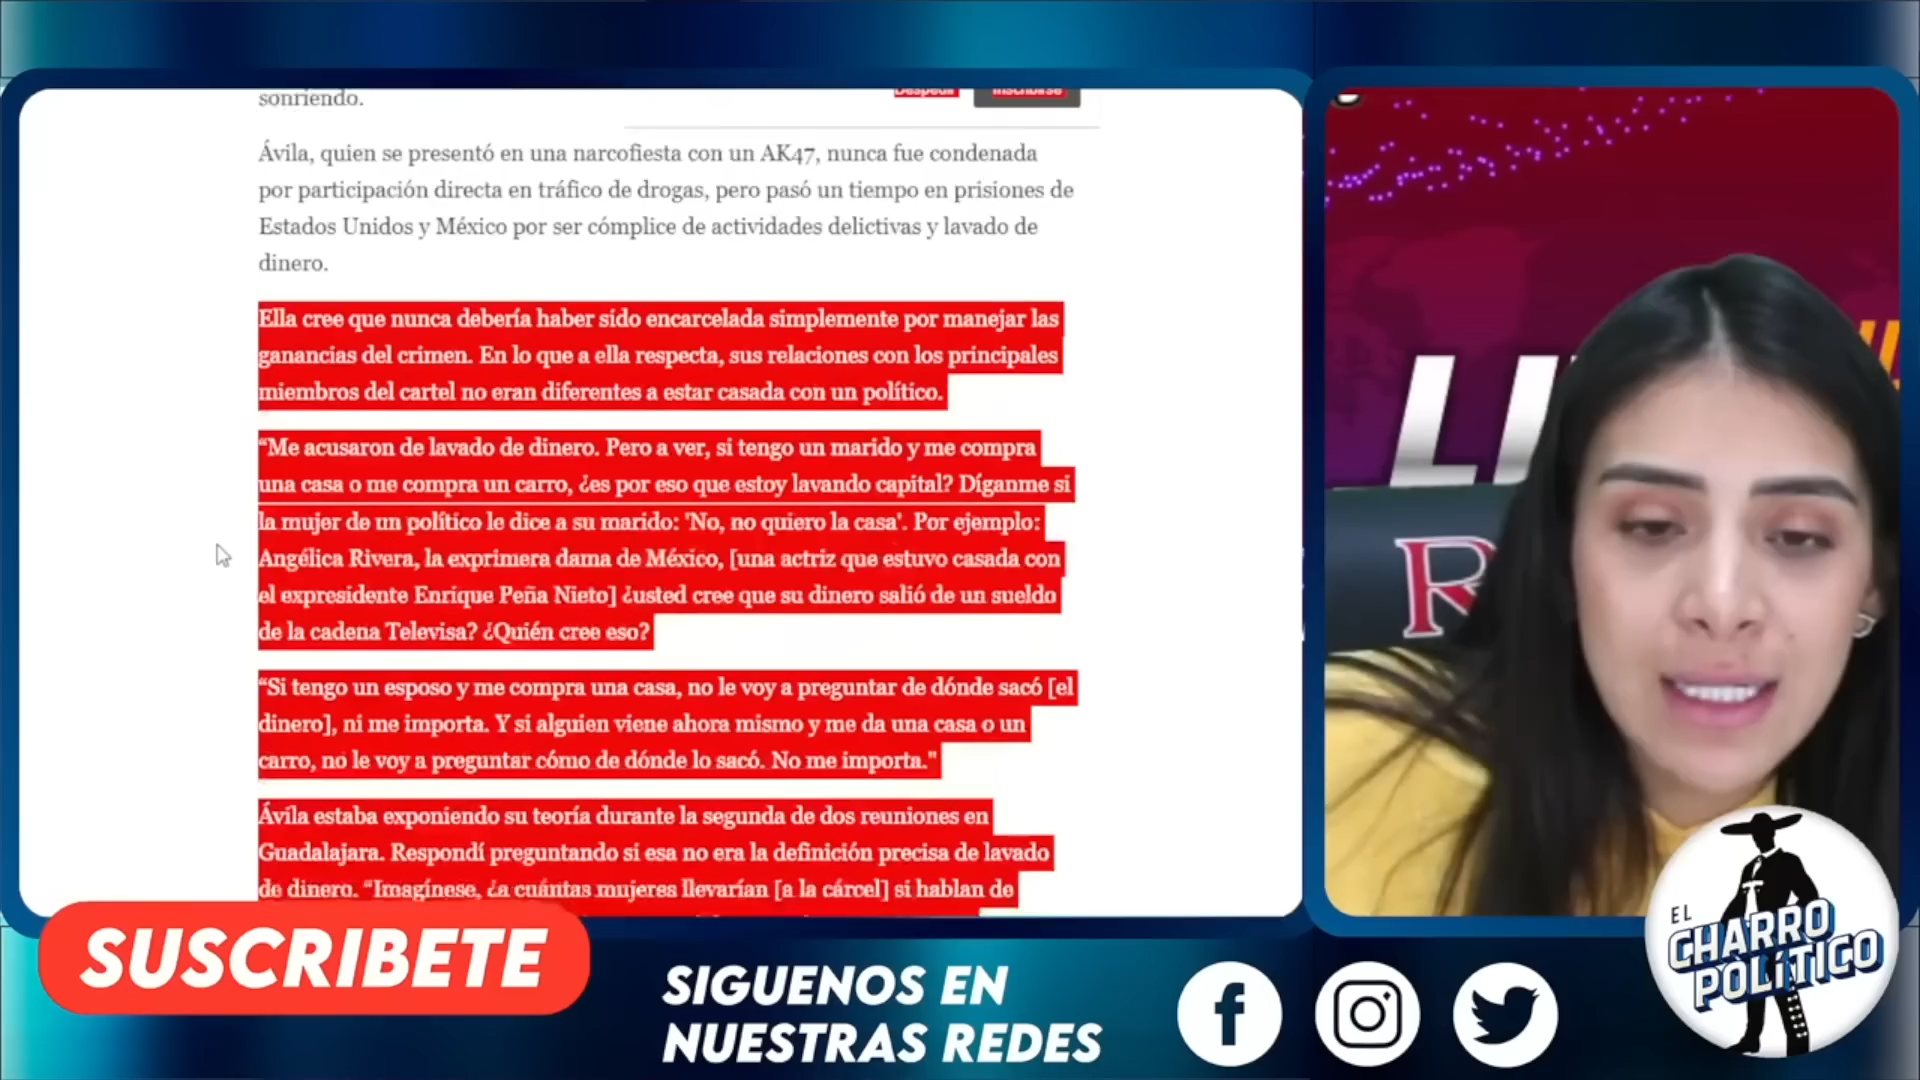 sonriendo.
Despedir
Inscribirse
Ávila, quien se presentó en una narcofiesta con un AK47, nunca fue condenada
por participación directa en tráfico de drogas, pero pasó un tiempo en prisiones de
Estados Unidos y México por ser cómplice de actividades delictivas y lavado de
dinero.
Ella cree que nunca debería haber sido encarcelada simplemente por manejar las
ganancias del crimen. En lo que a ella respecta, sus relaciones con los principales
miembros del cartel no eran diferentes a estar casada con un político.
“Me acusaron de lavado de dinero. Pero a ver, si tengo un marido y me compra
una casa o me compra un carro, ¿es por eso que estoy lavando capital? Díganme si
la mujer de un político le dice a su marido: 'No, no quiero la casa'. Por ejemplo:
Angélica Rivera, la exprimera dama de México, [una actriz que estuvo casada con
el expresidente Enrique Peña Nieto] ¿usted cree que su dinero salió de un sueldo
de la cadena Televisa? ¿Quién cree eso?
“Si tengo un esposo y me compra una casa, no le voy a preguntar de dónde sacó [el
dinero], ni me importa. Y si alguien viene ahora mismo y me da una casa o un
carro, no le voy a preguntar cómo de dónde lo sacó. No me importa."
Ávila estaba exponiendo su teoría durante la segunda de dos reuniones en
Guadalajara. Respondí preguntando si esa no era la definición precisa de lavado
de dinero. “Imagínese, ¿a cuántas mujeres llevarían [a la cárcel] si hablan de
LI
R
SUSCRIBETE
SIGUENOS EN
NUESTRAS REDES
EL
CHARRO
POLÍTICO